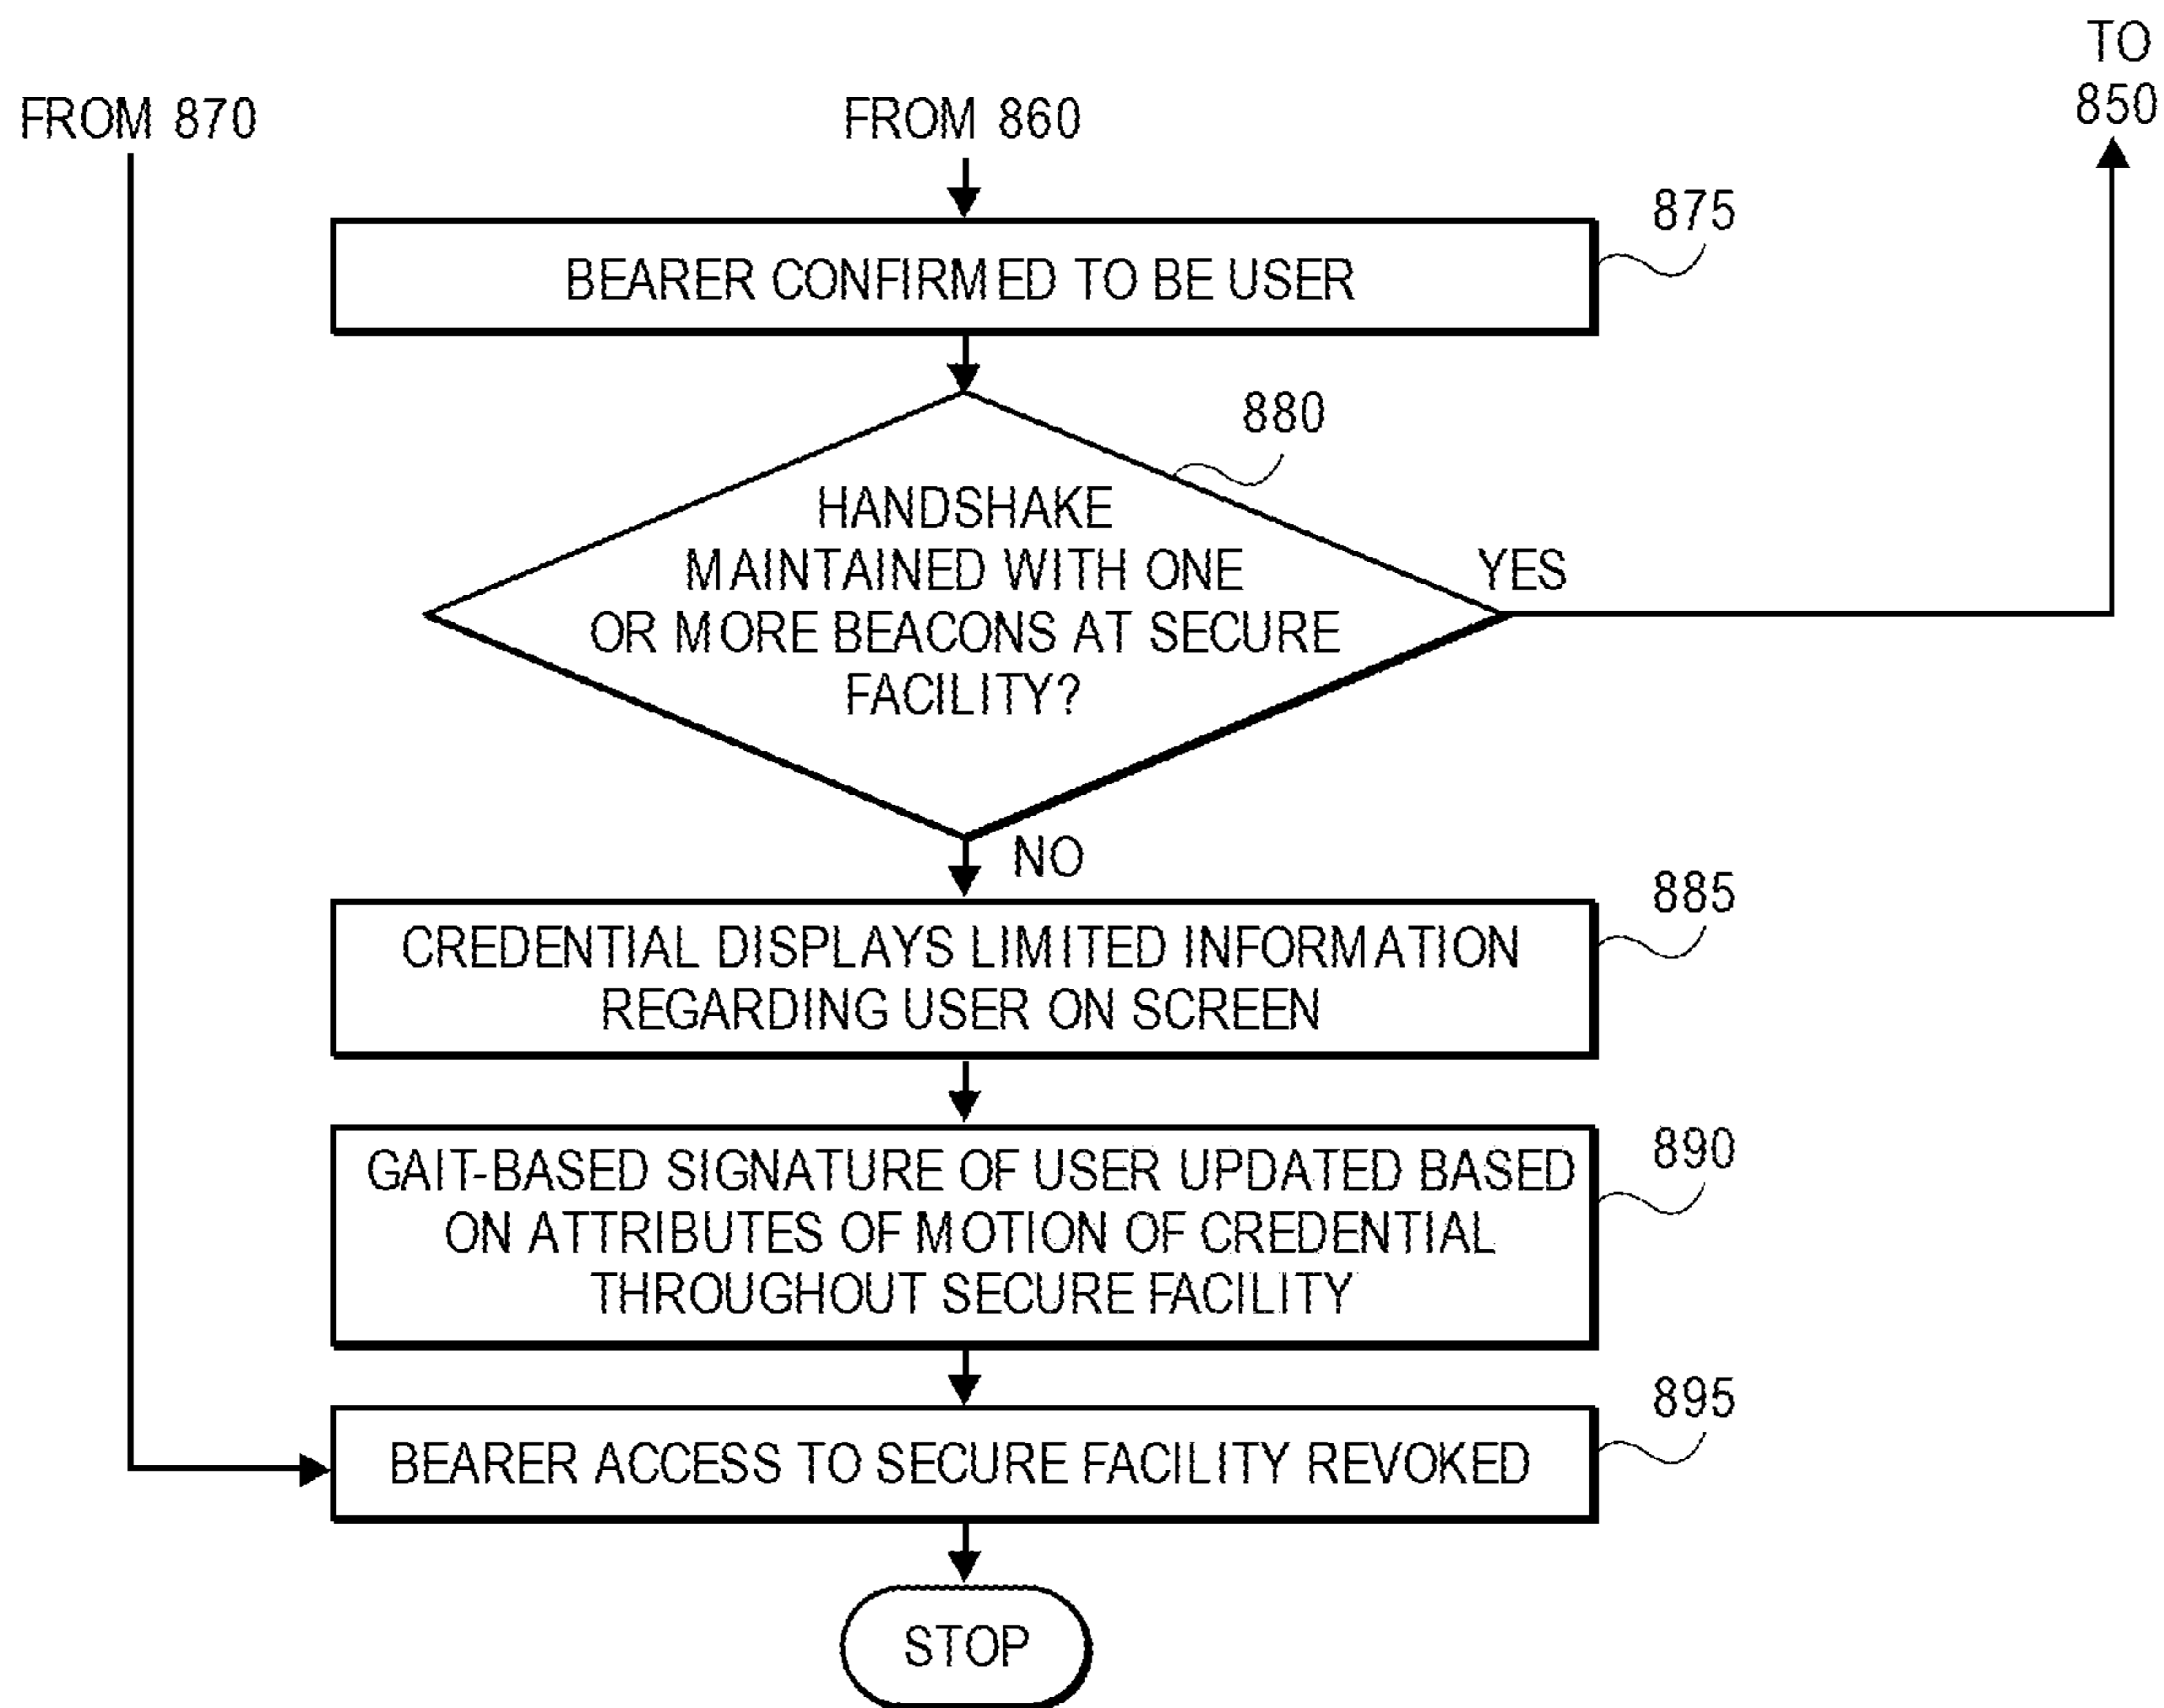 TO
850
FROM 870
FROM 860
875
BEARER CONFIRMED TO BE USER
880
HANDSHAKE
MAINTAINED WITH ONE
OR MORE BEACONS AT SECURE
FACILITY?
YES
NO
885
CREDENTIAL DISPLAYS LIMITED INFORMATION
REGARDING USER ON SCREEN
890
GAIT-BASED SIGNATURE OF USER UPDATED BASED
ON ATTRIBUTES OF MOTION OF CREDENTIAL
THROUGHOUT SECURE FACILITY
895
BEARER ACCESS TO SECURE FACILITY REVOKED
STOP